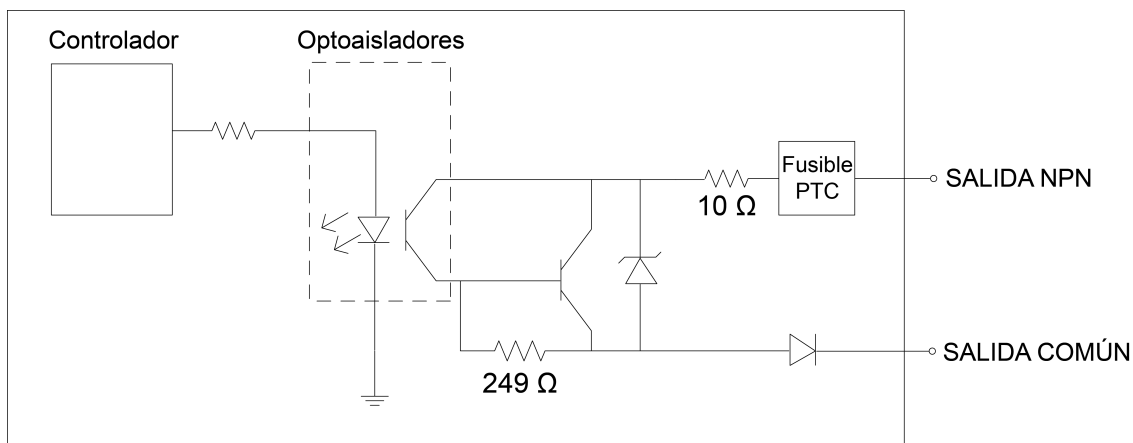 Controlador
Optoaisladores
Fusible
PTC
SALIDA NPN
10 Ω
SALIDA COMÚN
249 Ω